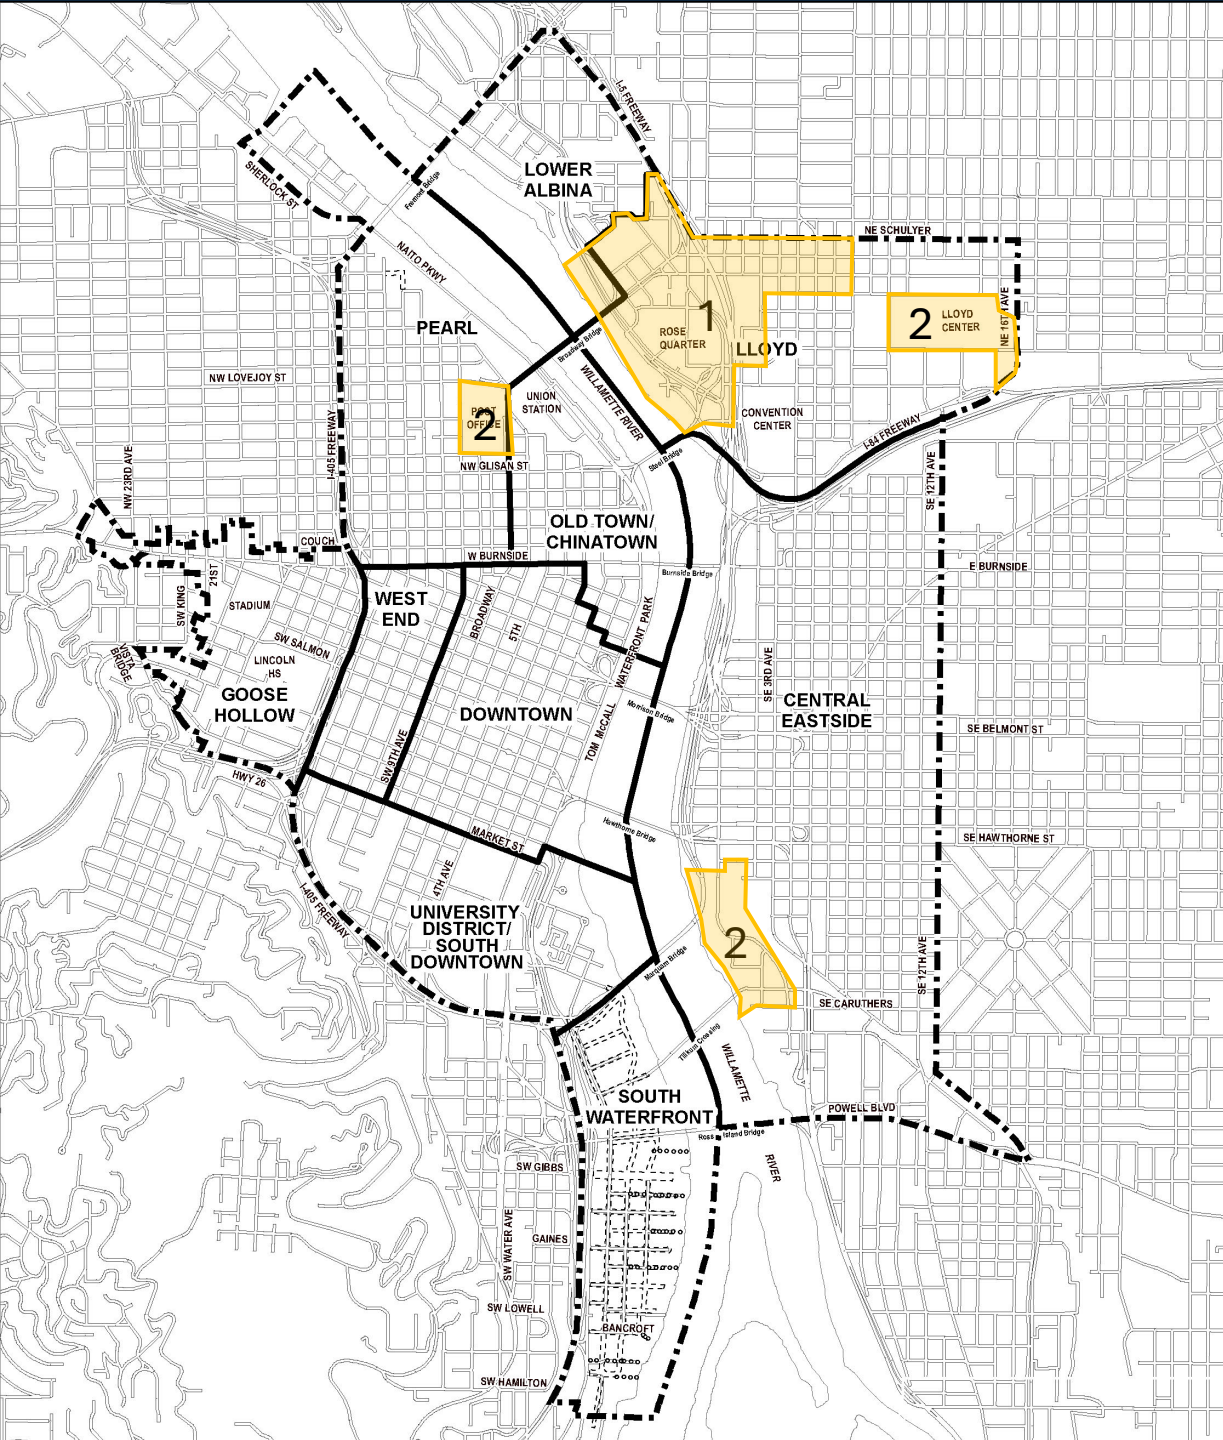 I-5 FREEWAY
LOWER
ALBINA
SHERLOCK ST
Fremont Bridge
NE SCHULYER
NAITO PKWY
1
2
LLOYD
CENTER
NE 16TH AVE
PEARL
ROSE
QUARTER
LLOYD
Broadway Bridge
NW LOVEJOY ST
WILLAMETTE RIVER
UNION
STATION
POST
OFFICE
2
CONVENTION
CENTER
I-84 FREEWAY
I-405 FREEWAY
NW 23RD AVE
NW GLISAN ST
Steel Bridge
SE 12TH AVE
OLD TOWN/
CHINATOWN
COUCH
W BURNSIDE
Burnside Bridge
E BURNSIDE
21ST
SW KING
STADIUM
WEST
END
BROADWAY
5TH
WATERFRONT PARK
TOM McCALL
SW SALMON
VISTA
BRIDGE
LINCOLN
HS
GOOSE
HOLLOW
DOWNTOWN
Morrison Bridge
SE 3RD AVE
CENTRAL
EASTSIDE
SE BELMONT ST
SW 9TH AVE
HWY 26
MARKET ST
Hawthorne Bridge
SE HAWTHORNE ST
4TH AVE
I-405 FREEWAY
UNIVERSITY
DISTRICT/
SOUTH
DOWNTOWN
2
Marquam Bridge
SE 12TH AVE
SE CARUTHERS
Tilikum Crossing
WILLAMETTE
SOUTH
WATERFRONT
POWELL BLVD
Ross Island Bridge
RIVER
SW GIBBS
SW WATER AVE
GAINES
SW LOWELL
BANCROFT
SW HAMILTON